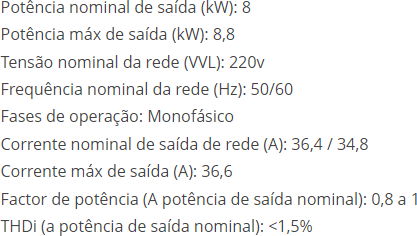 Potência nominal de saída (kW): 8
Potência máx de saída (kW): 8,8
Tensão nominal da rede (VVL): 220v
Frequência nominal da rede (Hz): 50/60
Fases de operação: Monofásico
Corrente nominal de saída de rede (A): 36,4 / 34,8
Corrente máx de saída (A): 36,6
Factor de potência (A potência de saída nominal): 0,8 a 1
THDi (a potência de saída nominal): <1,5%